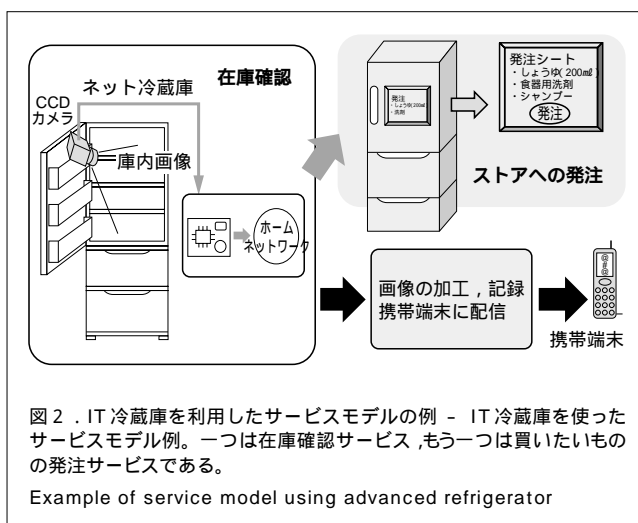 在庫確認
ネット冷蔵庫
CCD
カメラ
庫内画像
ホーム
ネットワーク
発注
・しょうゆ(200㎖)
・洗剤
発注シート
・しょうゆ(200㎖)
・食器用洗剤
・シャンプー
発注
ストアへの発注
画像の加工，記録
携帯端末に配信
携帯端末
図2．IT冷蔵庫を利用したサービスモデルの例 － IT冷蔵庫を使った
サービスモデル例。一つは在庫確認サービス，もう一つは買いたいもの
の発注サービスである。
Example of service model using advanced refrigerator